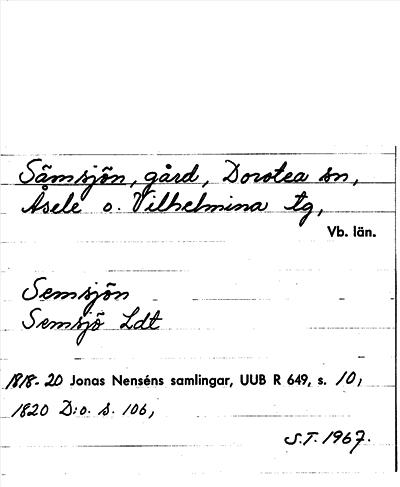 Sämsjön, gård, Dorotea sn,
Åsele o. Vilhelmina tg,
Vb. län.
Semsjön
Semsjö Ldt
1818-20 Jonas Nenséns samlingar, UUB R 649, s. 10,
1820 D:o. s. 106,
S.T. 1967.